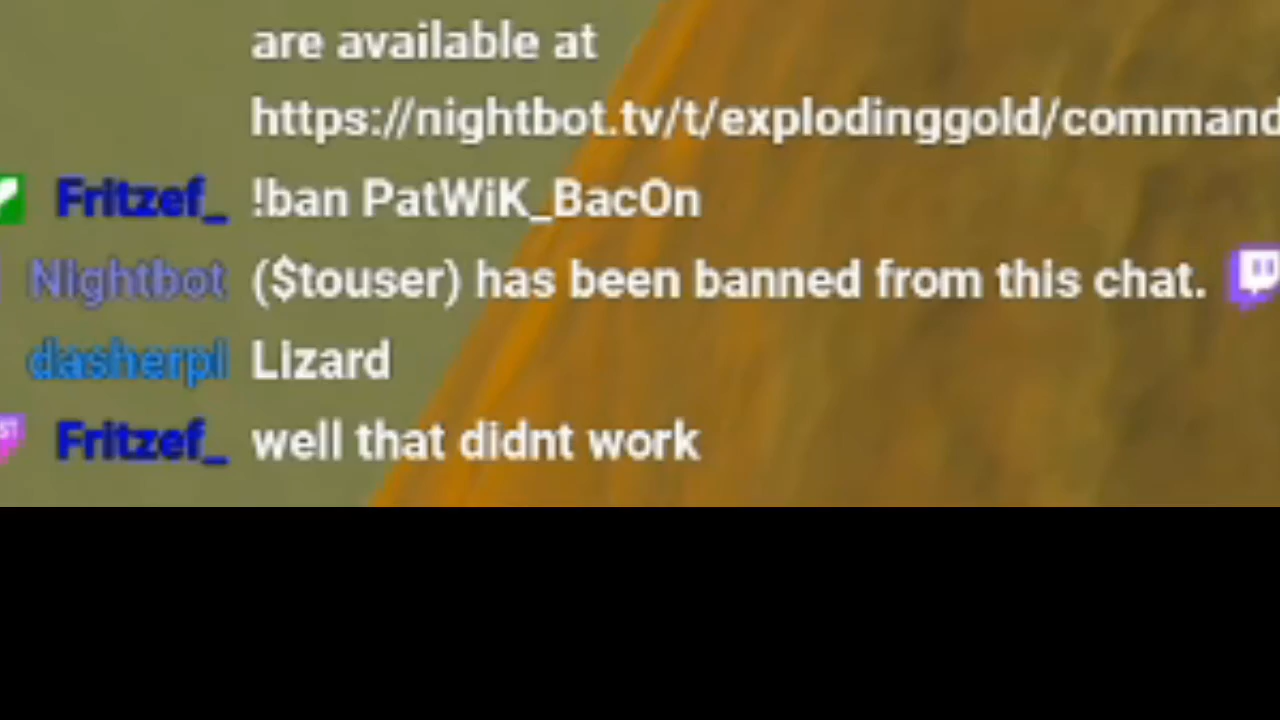 are available at
https://nightbot.tv/t/explodinggold/command
Fritzef_ !ban PatWiK_BacOn
Nightbot ($touser) has been banned from this chat.
dasherpl Lizard
Fritzef_ well that didnt work